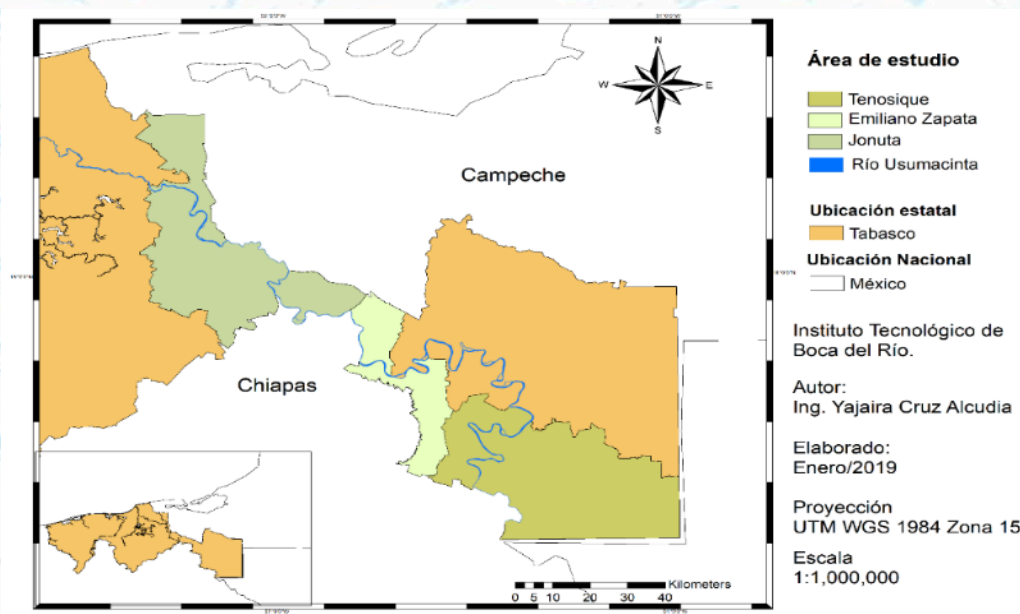 N
W
E
S
Campeche
Chiapas
Kilometers
0 5 10 20 30 40
Área de estudio
Tenosique
Emiliano Zapata
Jonuta
Río Usumacinta
Ubicación estatal
Tabasco
Ubicación Nacional
México
Instituto Tecnológico de
Boca del Río.
Autor:
Ing. Yajaira Cruz Alcudia
Elaborado:
Enero/2019
Proyección
UTM WGS 1984 Zona 15
Escala
1:1,000,000